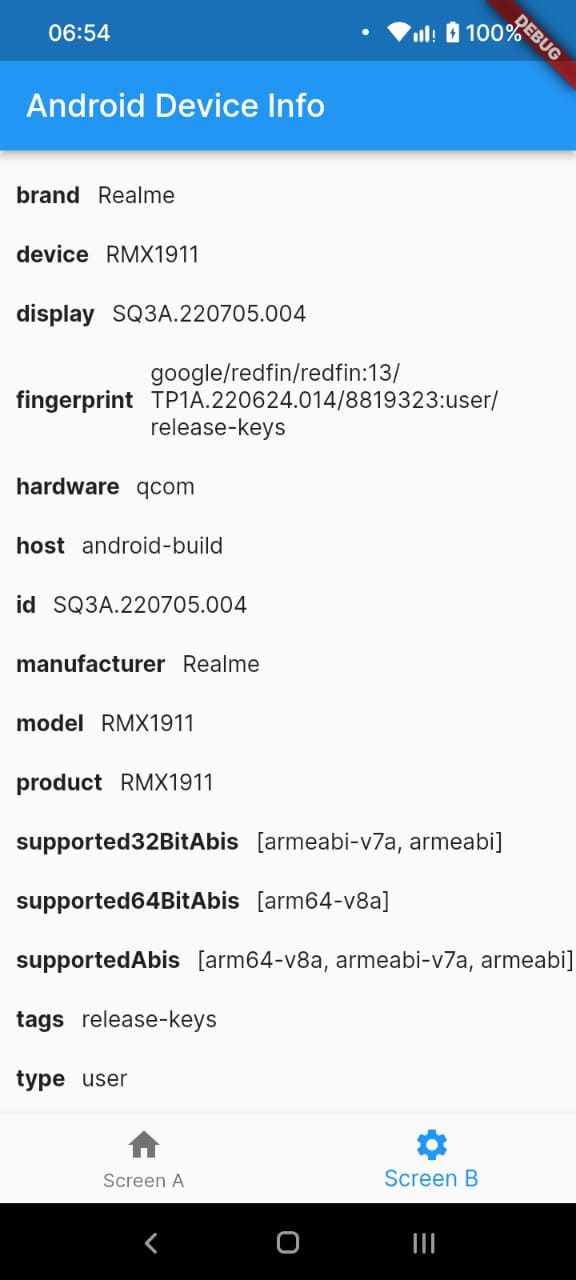 06:54 100%
DEBUG
Android Device Info
brand Realme
device RMX1911
display SQ3A.220705.004
fingerprint google/redfin/redfin:13/
TP1A.220624.014/8819323:user/
release-keys
hardware qcom
host android-build
id SQ3A.220705.004
manufacturer Realme
model RMX1911
product RMX1911
supported32BitAbis [armeabi-v7a, armeabi]
supported64BitAbis [arm64-v8a]
supportedAbis [arm64-v8a, armeabi-v7a, armeabi]
tags release-keys
type user
Screen A Screen B